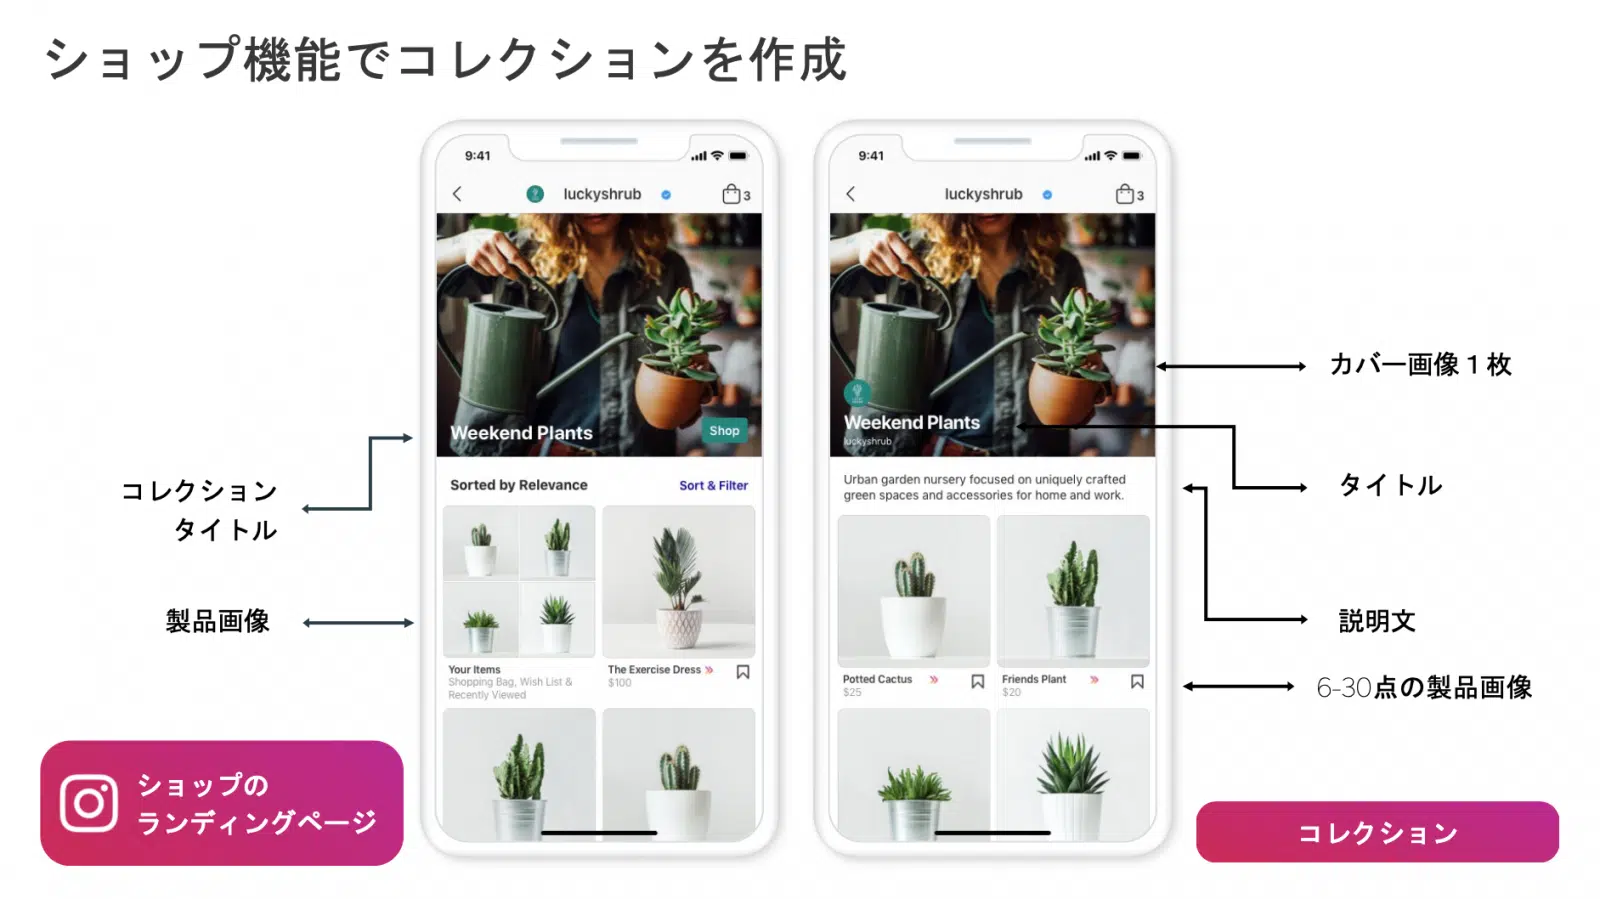 ショップ機能でコレクションを作成
9:41
luckyshrub
3
Weekend Plants
Shop
Sorted by Relevance
Sort & Filter
Your Items
Shopping Bag, Wish List &
Recently Viewed
The Exercise Dress
$100
コレクション
タイトル
製品画像
ショップの
ランディングページ
9:41
luckyshrub
3
Weekend Plants
luckyshrub
Urban garden nursery focused on uniquely crafted
green spaces and accessories for home and work.
Potted Cactus
$25
Friends Plant
$20
カバー画像1枚
タイトル
説明文
6-30点の製品画像
コレクション